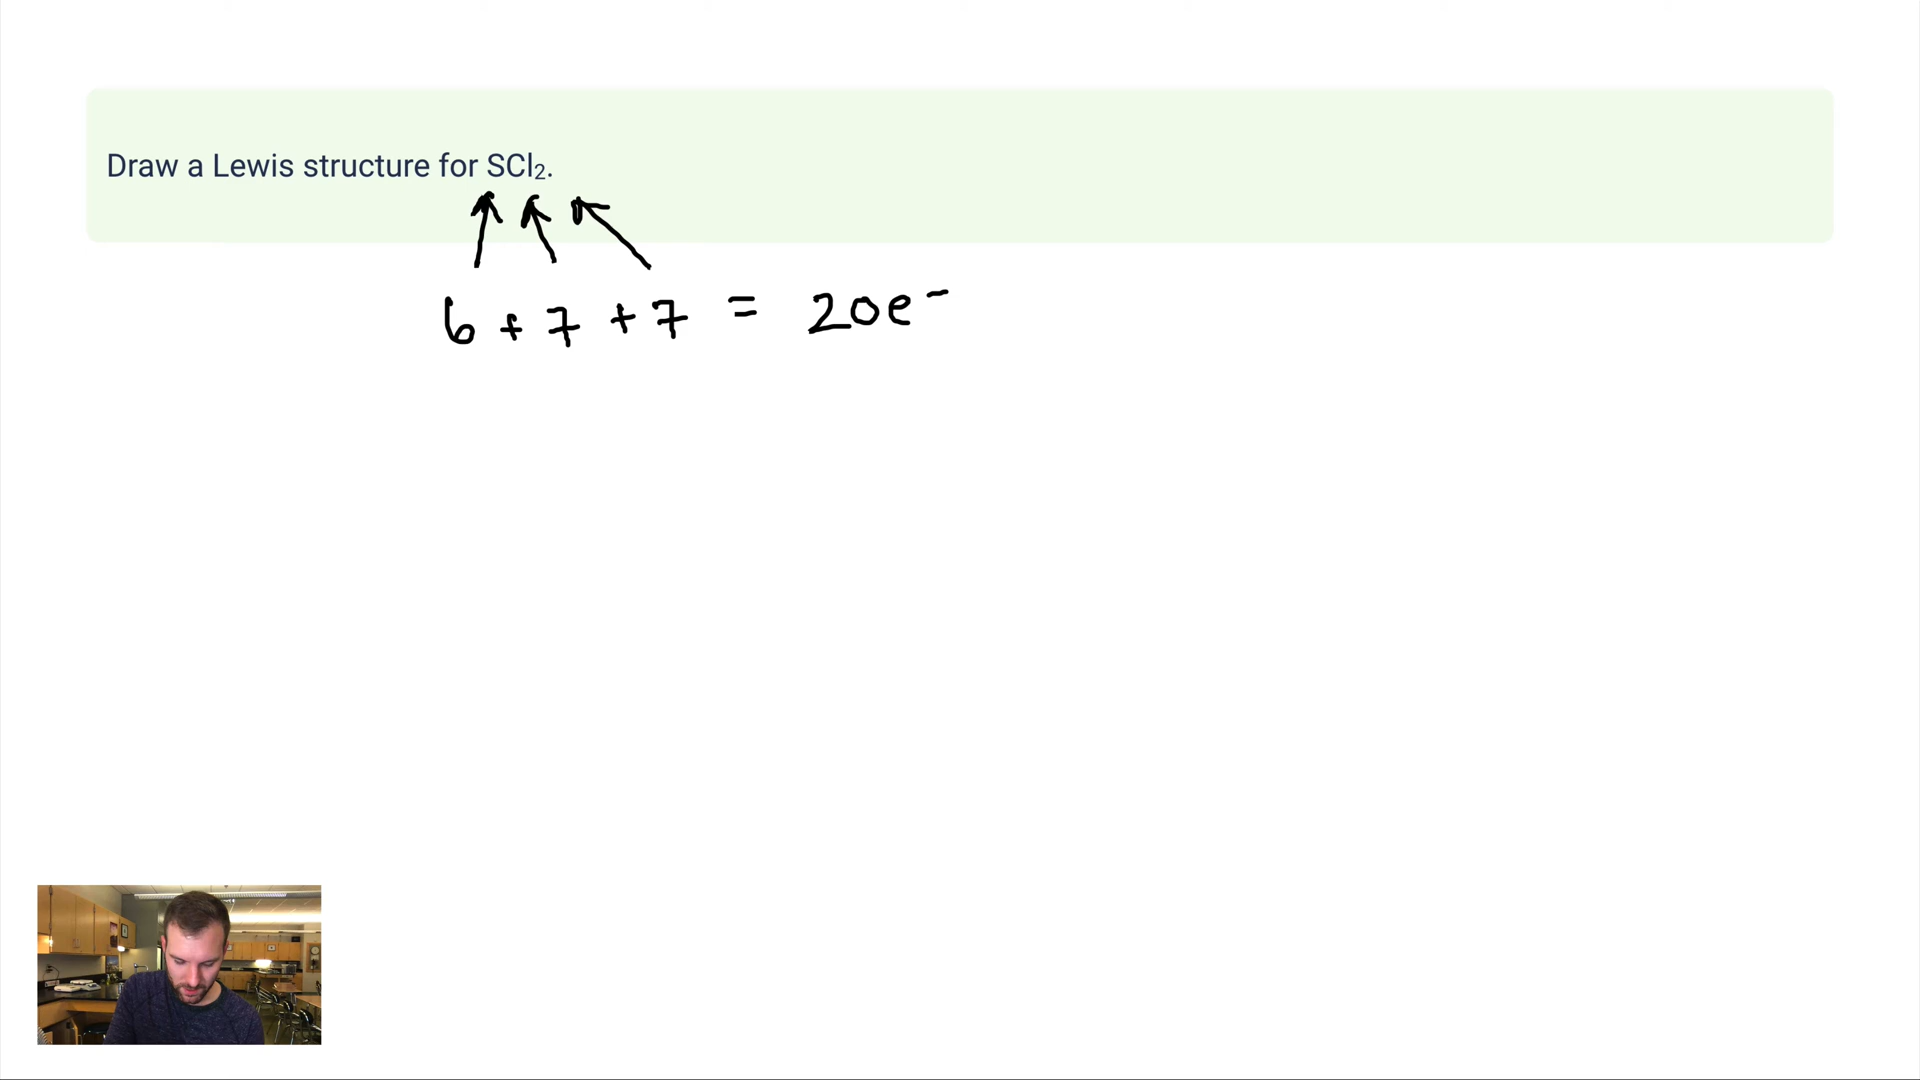 Draw a Lewis structure for SCl₂.
6 + 7 + 7 = 20e⁻